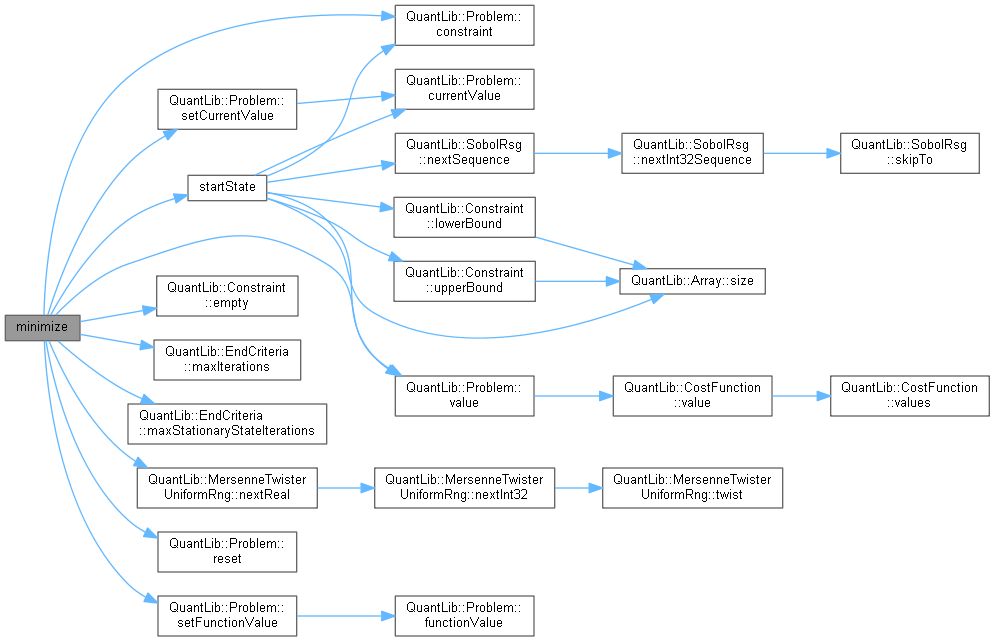 minimize
QuantLib::Problem::
constraint
QuantLib::Problem::
setCurrentValue
QuantLib::Problem::
currentValue
startState
QuantLib::SobolRsg
::nextSequence
QuantLib::SobolRsg
::nextInt32Sequence
QuantLib::SobolRsg
::skipTo
QuantLib::Constraint
::lowerBound
QuantLib::Constraint
::upperBound
QuantLib::Array::size
QuantLib::Constraint
::empty
QuantLib::EndCriteria
::maxIterations
QuantLib::Problem::
value
QuantLib::CostFunction
::value
QuantLib::CostFunction
::values
QuantLib::EndCriteria
::maxStationaryStateIterations
QuantLib::MersenneTwister
UniformRng::nextReal
QuantLib::MersenneTwister
UniformRng::nextInt32
QuantLib::MersenneTwister
UniformRng::twist
QuantLib::Problem::
reset
QuantLib::Problem::
setFunctionValue
QuantLib::Problem::
functionValue